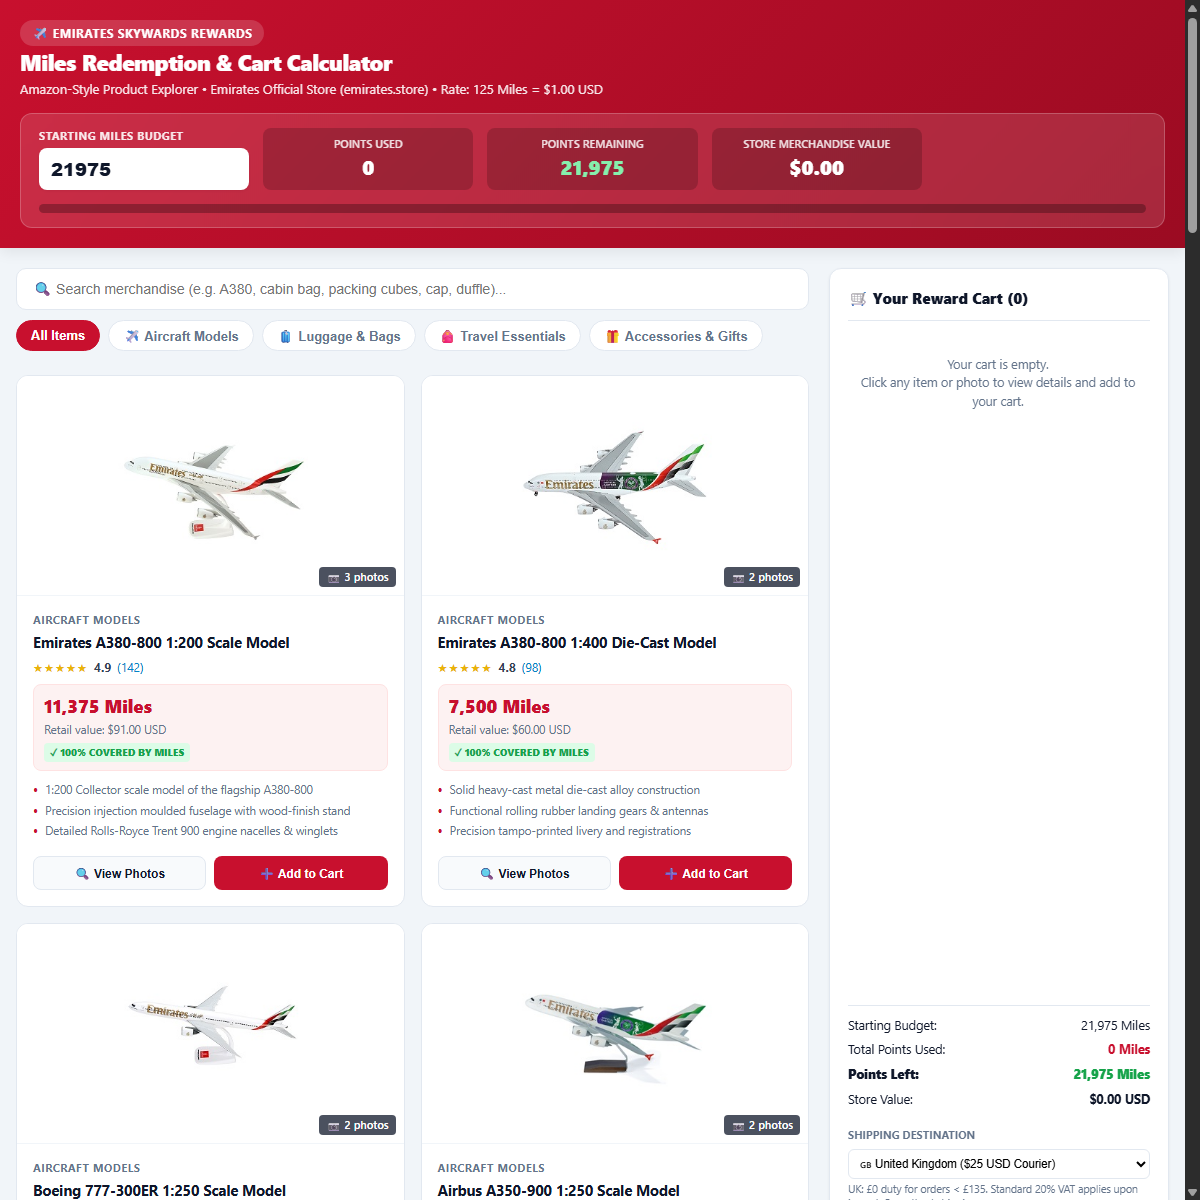 ✈️ EMIRATES SKYWARDS REWARDS
Miles Redemption & Cart Calculator
Amazon-Style Product Explorer • Emirates Official Store (emirates.store) • Rate: 125 Miles = $1.00 USD
STARTING MILES BUDGET
21975
POINTS USED
0
POINTS REMAINING
21,975
STORE MERCHANDISE VALUE
$0.00
🔍 Search merchandise (e.g. A380, cabin bag, packing cubes, cap, duffle)...
All Items
✈️ Aircraft Models
🧳 Luggage & Bags
🎒 Travel Essentials
🎁 Accessories & Gifts
🛒 Your Reward Cart (0)
Your cart is empty.
Click any item or photo to view details and add to
your cart.
Emirates
📷 3 photos
AIRCRAFT MODELS
Emirates A380-800 1:200 Scale Model
★★★★★ 4.9 (142)
11,375 Miles
Retail value: $91.00 USD
✓ 100% COVERED BY MILES
• 1:200 Collector scale model of the flagship A380-800
• Precision injection moulded fuselage with wood-finish stand
• Detailed Rolls-Royce Trent 900 engine nacelles & winglets
🔍 View Photos
➕ Add to Cart
Emirates
📷 2 photos
AIRCRAFT MODELS
Emirates A380-800 1:400 Die-Cast Model
★★★★★ 4.8 (98)
7,500 Miles
Retail value: $60.00 USD
✓ 100% COVERED BY MILES
• Solid heavy-cast metal die-cast alloy construction
• Functional rolling rubber landing gears & antennas
• Precision tampo-printed livery and registrations
🔍 View Photos
➕ Add to Cart
Emirates
📷 2 photos
AIRCRAFT MODELS
Boeing 777-300ER 1:250 Scale Model
Emirates
📷 2 photos
AIRCRAFT MODELS
Airbus A350-900 1:250 Scale Model
Starting Budget: 21,975 Miles
Total Points Used: 0 Miles
Points Left: 21,975 Miles
Store Value: $0.00 USD
SHIPPING DESTINATION
GB United Kingdom ($25 USD Courier)
UK: £0 duty for orders < £135. Standard 20% VAT applies upon